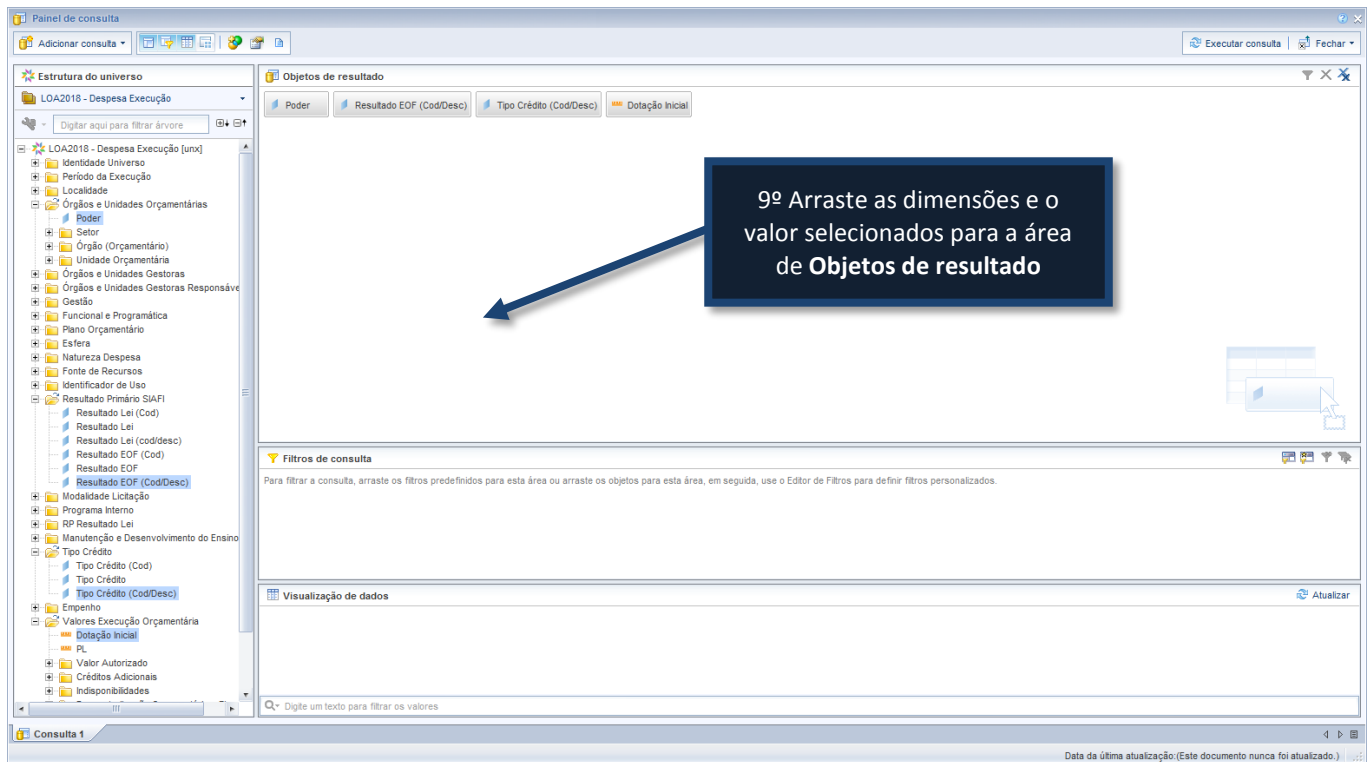 Painel de consulta
Adicionar consulta
Executar consulta
Fechar
Estrutura do universo
LOA2018 - Despesa Execução
Digitar aqui para filtrar árvore
LOA2018 - Despesa Execução [unx]
Identidade Universo
Período da Execução
Localidade
Órgãos e Unidades Orçamentárias
Poder
Setor
Órgão (Orçamentário)
Unidade Orçamentária
Órgãos e Unidades Gestoras
Órgãos e Unidades Gestoras Responsáve
Gestão
Funcional e Programática
Plano Orçamentário
Esfera
Natureza Despesa
Fonte de Recursos
Identificador de Uso
Resultado Primário SIAFI
Resultado Lei (Cod)
Resultado Lei
Resultado Lei (cod/desc)
Resultado EOF (Cod)
Resultado EOF
Resultado EOF (Cod/Desc)
Modalidade Licitação
Programa Interno
RP Resultado Lei
Manutenção e Desenvolvimento do Ensino
Tipo Crédito
Tipo Crédito (Cod)
Tipo Crédito
Tipo Crédito (Cod/Desc)
Empenho
Valores Execução Orçamentária
Dotação Inicial
PL
Valor Autorizado
Créditos Adicionais
Indisponibilidades
Objetos de resultado
Poder
Resultado EOF (Cod/Desc)
Tipo Crédito (Cod/Desc)
Dotação Inicial
9º Arraste as dimensões e o
valor selecionados para a área
de Objetos de resultado
Filtros de consulta
Para filtrar a consulta, arraste os filtros predefinidos para esta área ou arraste os objetos para esta área, em seguida, use o Editor de Filtros para definir filtros personalizados.
Visualização de dados
Atualizar
Digite um texto para filtrar os valores
Consulta 1
Data da última atualização:(Este documento nunca foi atualizado.)